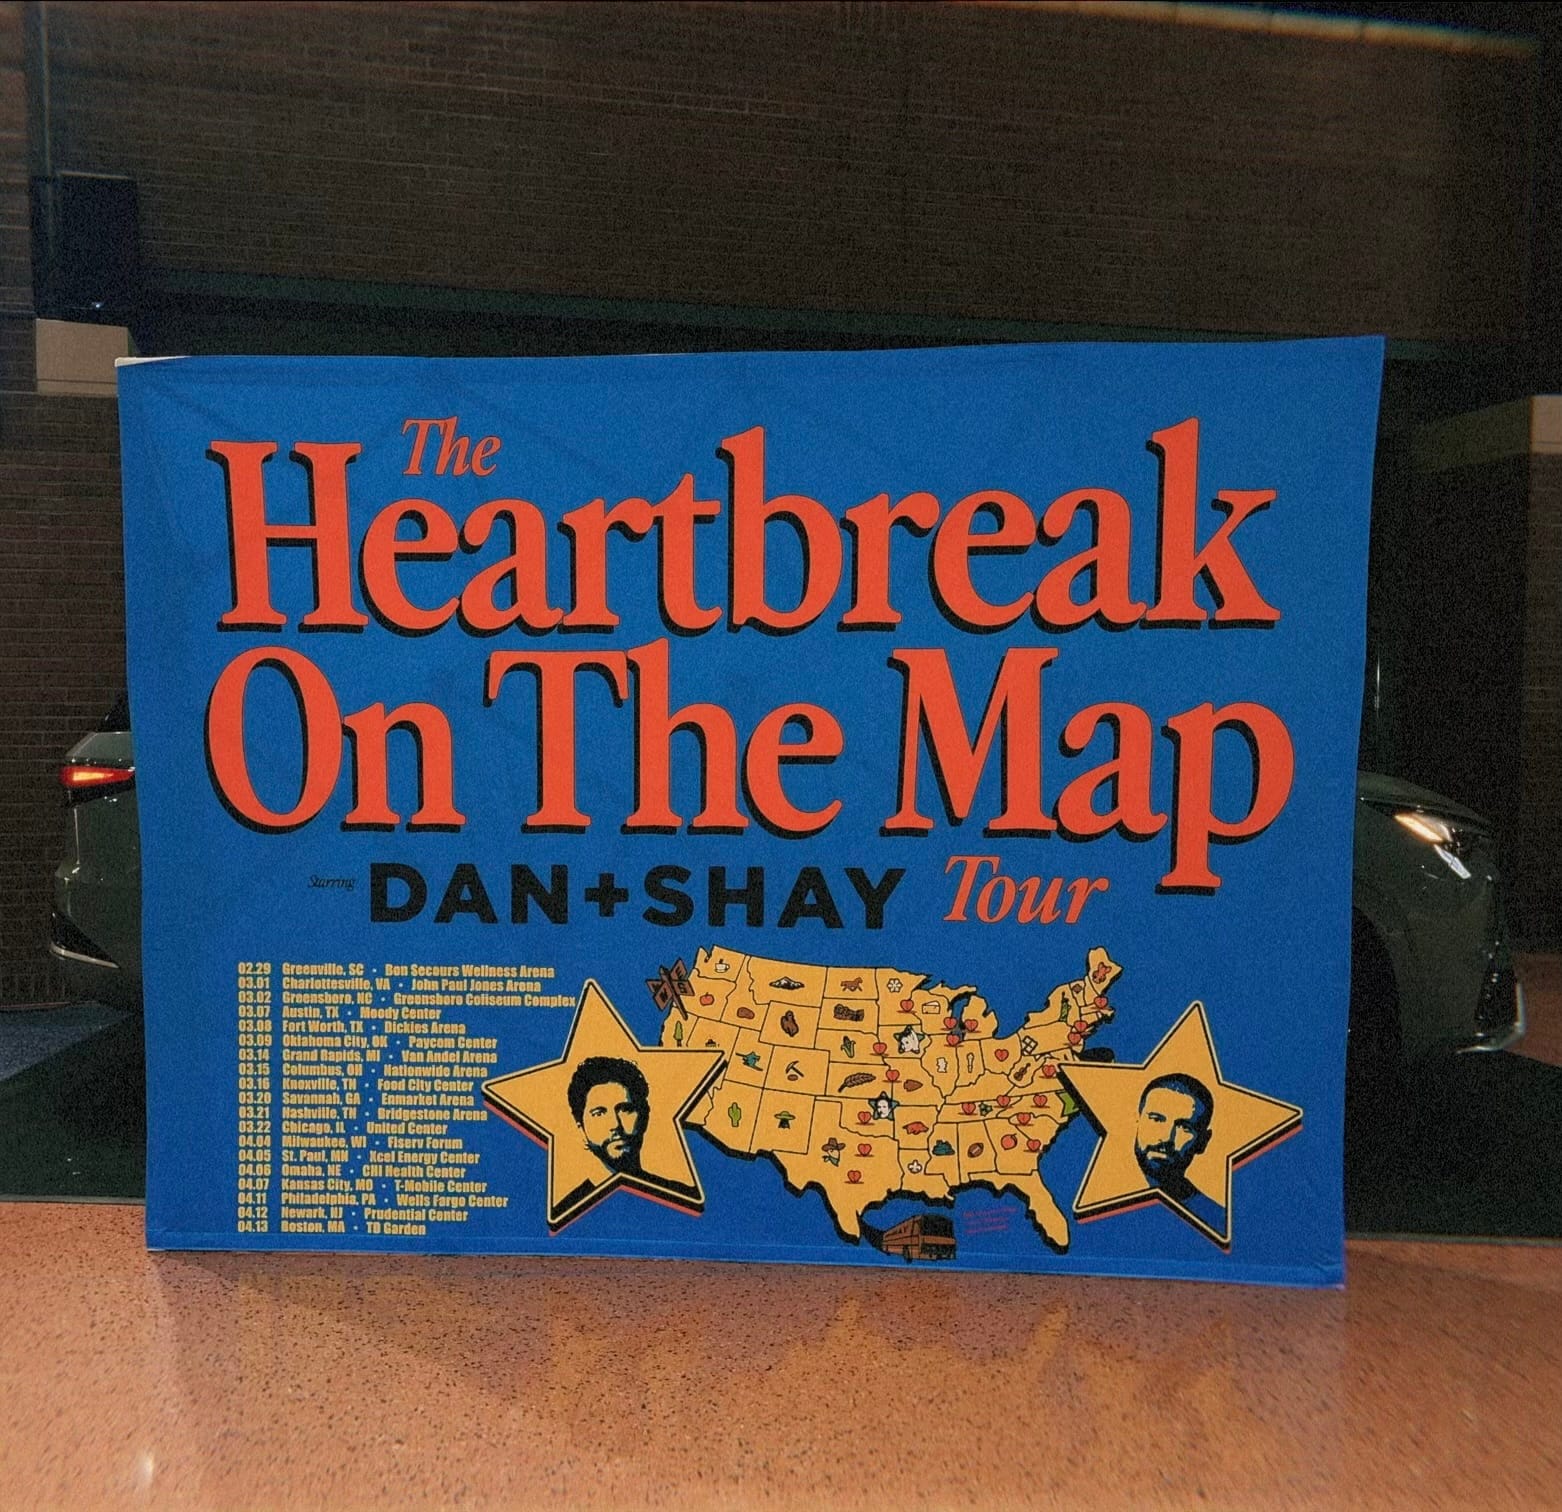 The
Heartbreak
On The Map
Starring DAN+SHAY Tour
02.29 Greenville, SC • Bon Secours Wellness Arena
03.01 Charlottesville, VA • John Paul Jones Arena
03.02 Greensboro, NC • Greensboro Coliseum Complex
03.07 Austin, TX • Moody Center
03.08 Fort Worth, TX • Dickies Arena
03.09 Oklahoma City, OK • Paycom Center
03.14 Grand Rapids, MI • Van Andel Arena
03.15 Columbus, OH • Nationwide Arena
03.16 Knoxville, TN • Food City Center
03.20 Savannah, GA • Enmarket Arena
03.21 Nashville, TN • Bridgestone Arena
03.22 Chicago, IL • United Center
04.04 Milwaukee, WI • Fiserv Forum
04.05 St. Paul, MN • Xcel Energy Center
04.06 Omaha, NE • CHI Health Center
04.07 Kansas City, MO • T-Mobile Center
04.11 Philadelphia, PA • Wells Fargo Center
04.12 Newark, NJ • Prudential Center
04.13 Boston, MA • TD Garden